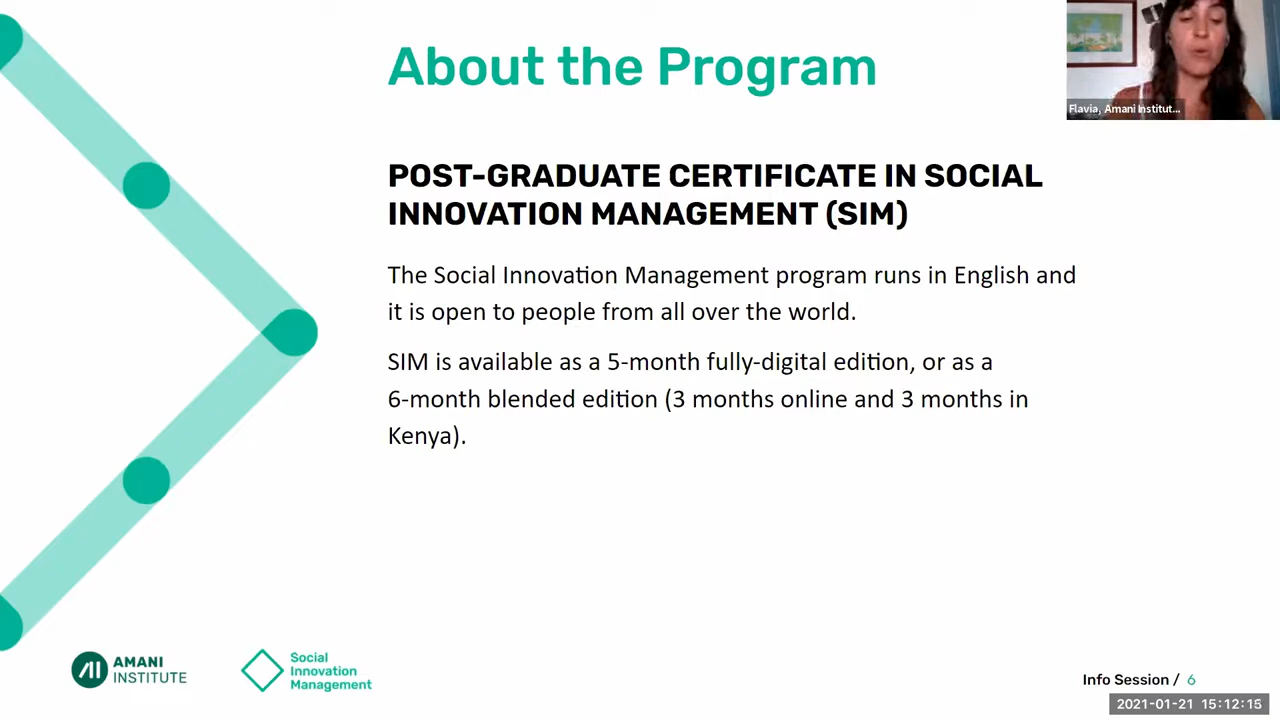 About the Program
Flavia, Amani Institut...
POST-GRADUATE CERTIFICATE IN SOCIAL
INNOVATION MANAGEMENT (SIM)
The Social Innovation Management program runs in English and
it is open to people from all over the world.
SIM is available as a 5-month fully-digital edition, or as a
6-month blended edition (3 months online and 3 months in
Kenya).
AMANI
INSTITUTE
Social
Innovation
Management
Info Session / 6
2021-01-21 15:12:15